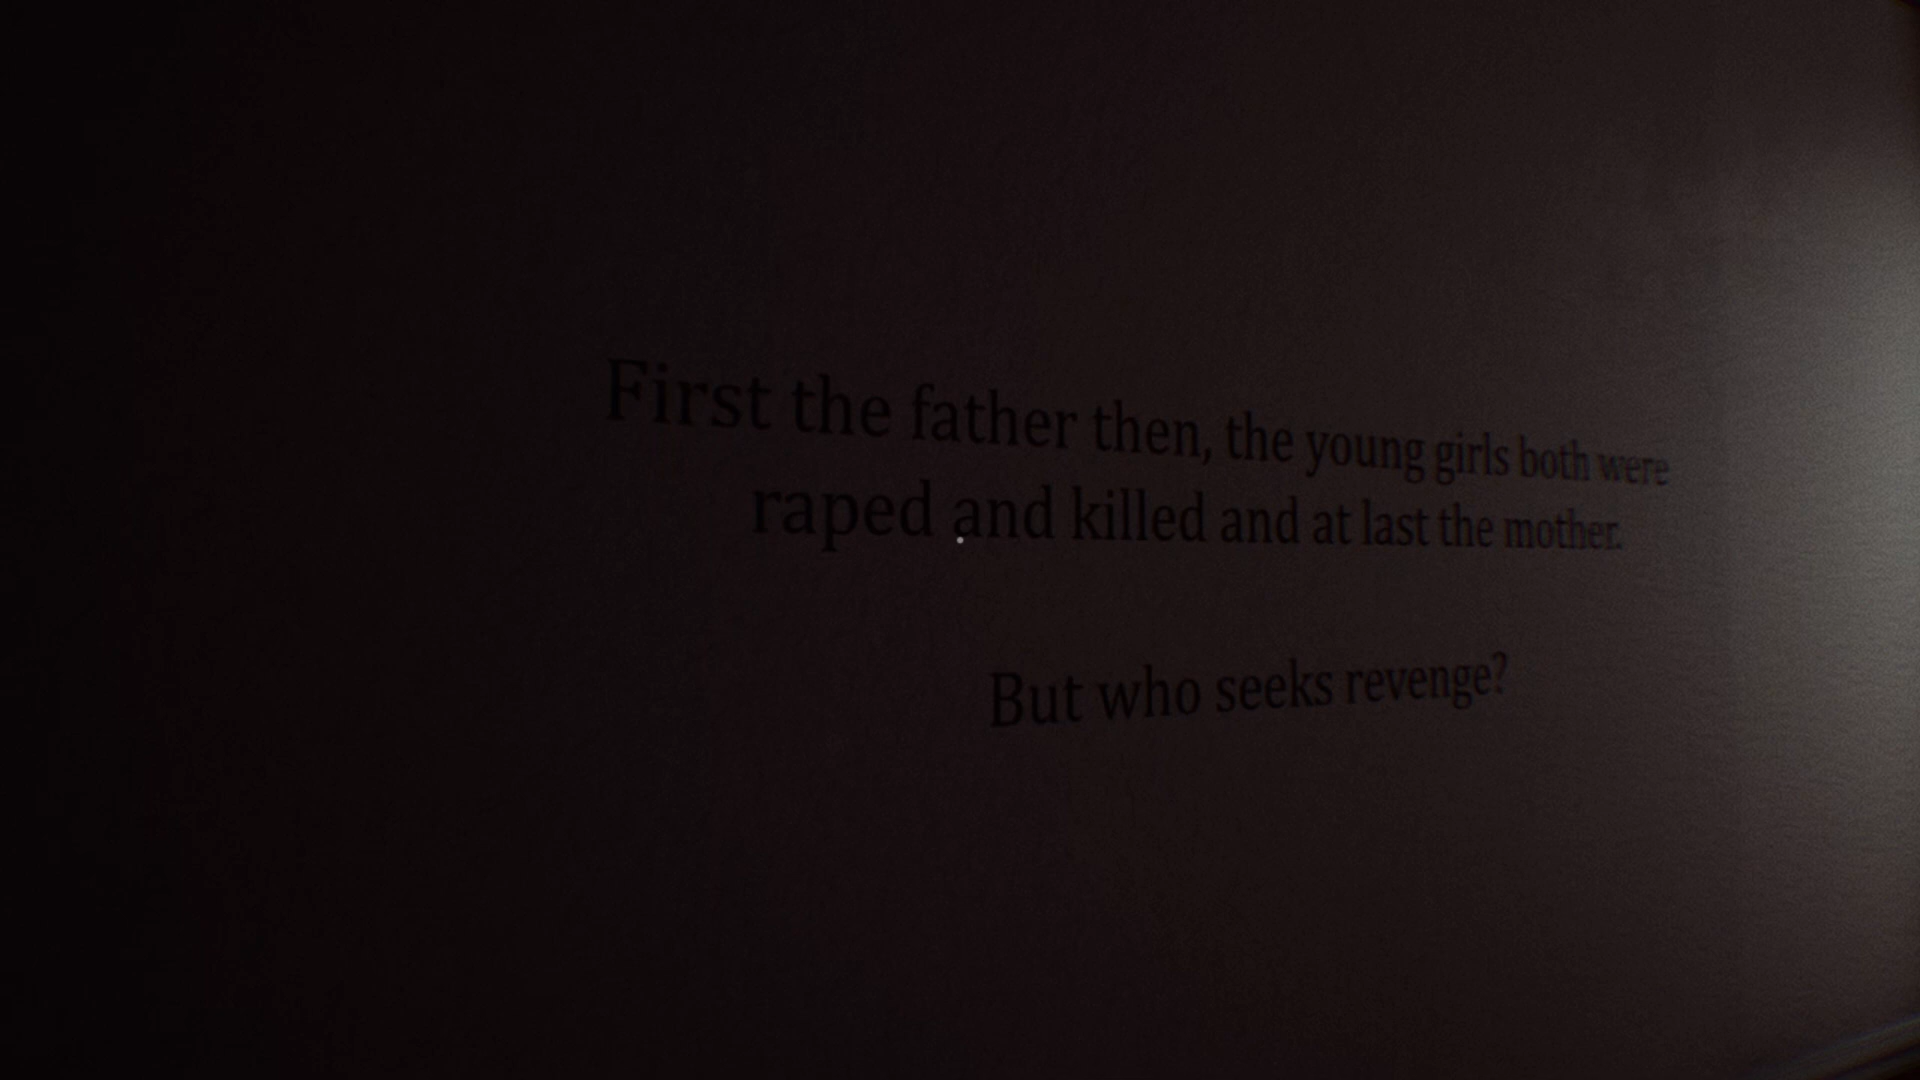 First the father then, the young girls both were
raped and killed and at last the mother.
But who seeks revenge?